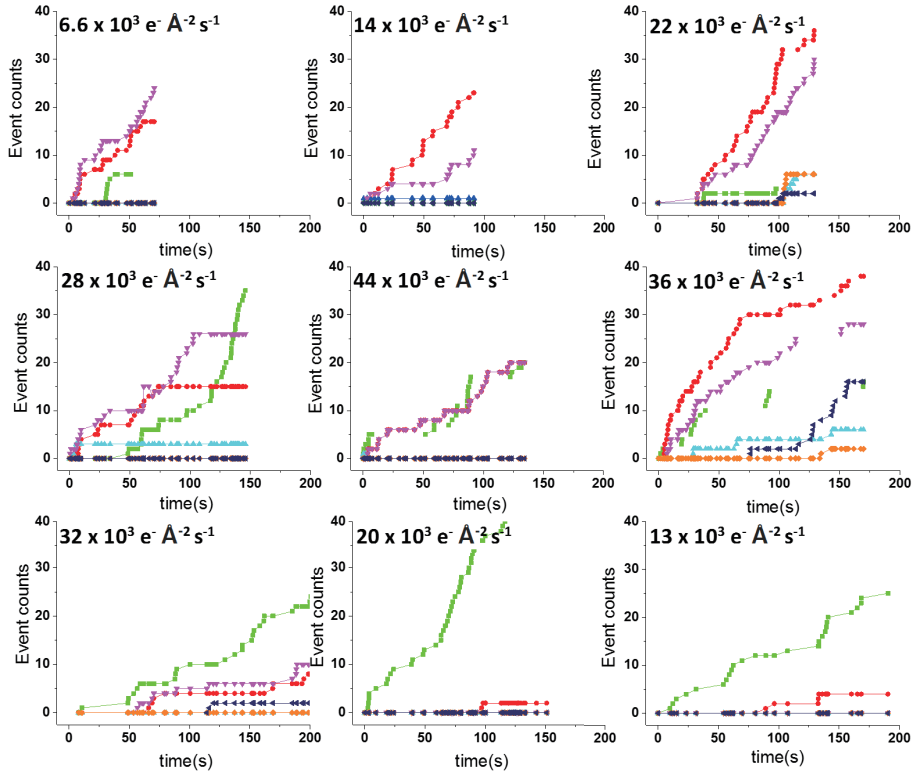 6.6 x 10³ e⁻ Å⁻² s⁻¹
14 x 10³ e⁻ Å⁻² s⁻¹
22 x 10³ e⁻ Å⁻² s⁻¹
Event counts
40
30
20
10
0
0 50 100 150 200
time(s)
Event counts
40
30
20
10
0
0 50 100 150 200
time(s)
Event counts
40
30
20
10
0
0 50 100 150 200
time(s)
28 x 10³ e⁻ Å⁻² s⁻¹
44 x 10³ e⁻ Å⁻² s⁻¹
36 x 10³ e⁻ Å⁻² s⁻¹
Event counts
40
30
20
10
0
0 50 100 150 200
time(s)
Event counts
40
30
20
10
0
0 50 100 150 200
time(s)
Event counts
40
30
20
10
0
0 50 100 150 200
time(s)
32 x 10³ e⁻ Å⁻² s⁻¹
20 x 10³ e⁻ Å⁻² s⁻¹
13 x 10³ e⁻ Å⁻² s⁻¹
Event counts
40
30
20
10
0
0 50 100 150 200
time(s)
Event counts
40
30
20
10
0
0 50 100 150 200
time(s)
Event counts
40
30
20
10
0
0 50 100 150 200
time(s)